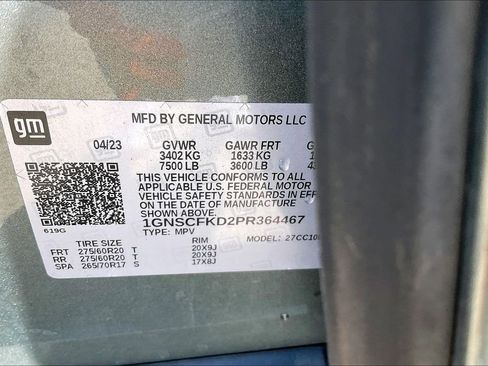 gm
MFD BY GENERAL MOTORS LLC
04/23 GVWR GAWR FRT
3402 KG 1633 KG
7500 LB 3600 LB
THIS VEHICLE CONFORMS TO ALL
APPLICABLE U.S. FEDERAL MOTOR
VEHICLE SAFETY STANDARDS IN
ON THE DATE OF MANUFACTURE
SHOWN ABOVE.
1GNSCFKD2PR364467
619G TYPE: MPV MODEL:
TIRE SIZE RIM
FRT 275/60R20 T 20X9J
RR 275/60R20 T 20X9J
SPA 265/70R17 S 17X8J